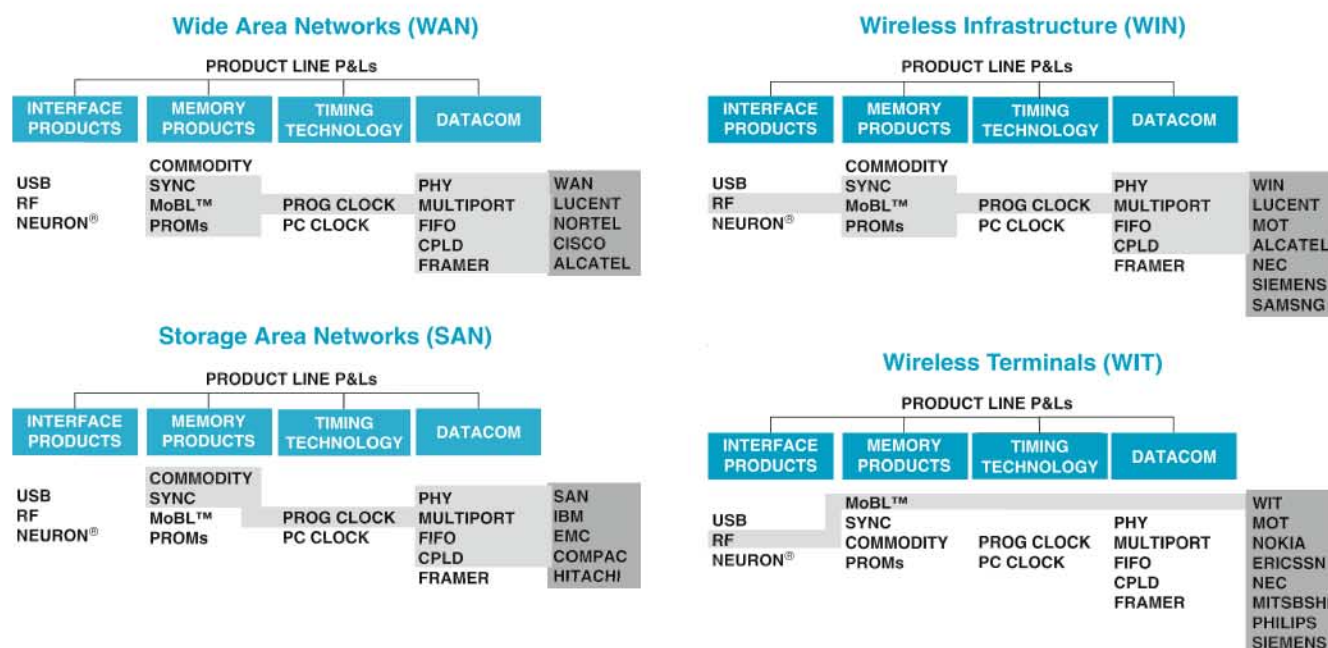 Wide Area Networks (WAN)
PRODUCT LINE P&Ls
INTERFACE PRODUCTS
MEMORY PRODUCTS
TIMING TECHNOLOGY
DATACOM
USB
RF
NEURON®
COMMODITY
SYNC
MoBL™
PROMs
PROG CLOCK
PC CLOCK
PHY
MULTIPORT
FIFO
CPLD
FRAMER
WAN
LUCENT
NORTEL
CISCO
ALCATEL
Wireless Infrastructure (WIN)
PRODUCT LINE P&Ls
INTERFACE PRODUCTS
MEMORY PRODUCTS
TIMING TECHNOLOGY
DATACOM
USB
RF
NEURON®
COMMODITY
SYNC
MoBL™
PROMs
PROG CLOCK
PC CLOCK
PHY
MULTIPORT
FIFO
CPLD
FRAMER
WIN
LUCENT
MOT
ALCATEL
NEC
SIEMENS
SAMSNG
Storage Area Networks (SAN)
PRODUCT LINE P&Ls
INTERFACE PRODUCTS
MEMORY PRODUCTS
TIMING TECHNOLOGY
DATACOM
USB
RF
NEURON®
COMMODITY
SYNC
MoBL™
PROMs
PROG CLOCK
PC CLOCK
PHY
MULTIPORT
FIFO
CPLD
FRAMER
SAN
IBM
EMC
COMPAC
HITACHI
Wireless Terminals (WIT)
PRODUCT LINE P&Ls
INTERFACE PRODUCTS
MEMORY PRODUCTS
TIMING TECHNOLOGY
DATACOM
USB
RF
NEURON®
MoBL™
SYNC
COMMODITY
PROMs
PROG CLOCK
PC CLOCK
PHY
MULTIPORT
FIFO
CPLD
FRAMER
WIT
MOT
NOKIA
ERICSSN
NEC
MITSBSHI
PHILIPS
SIEMENS